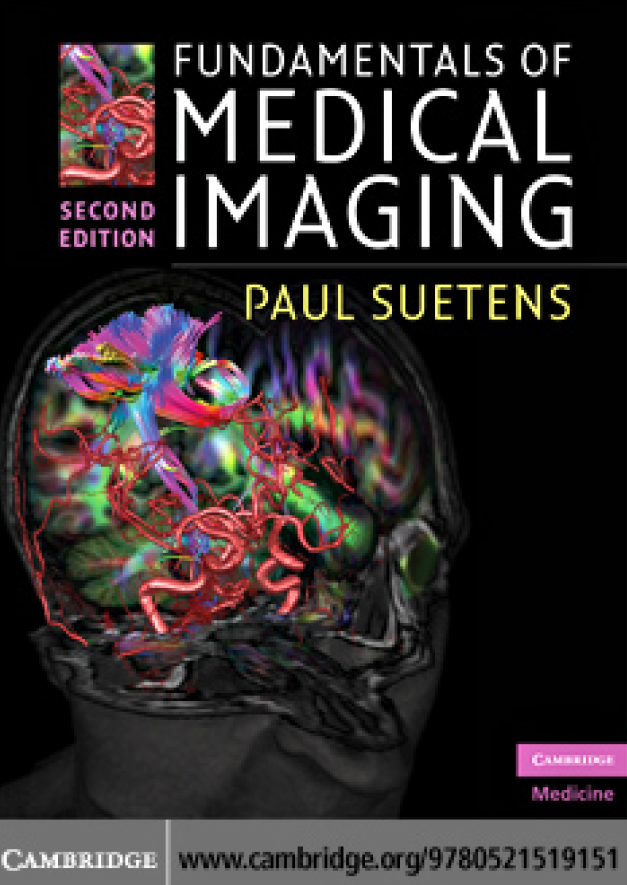 FUNDAMENTALS OF
MEDICAL
IMAGING
SECOND
EDITION
PAUL SUETENS
CAMBRIDGE
Medicine
CAMBRIDGE
www.cambridge.org/9780521519151